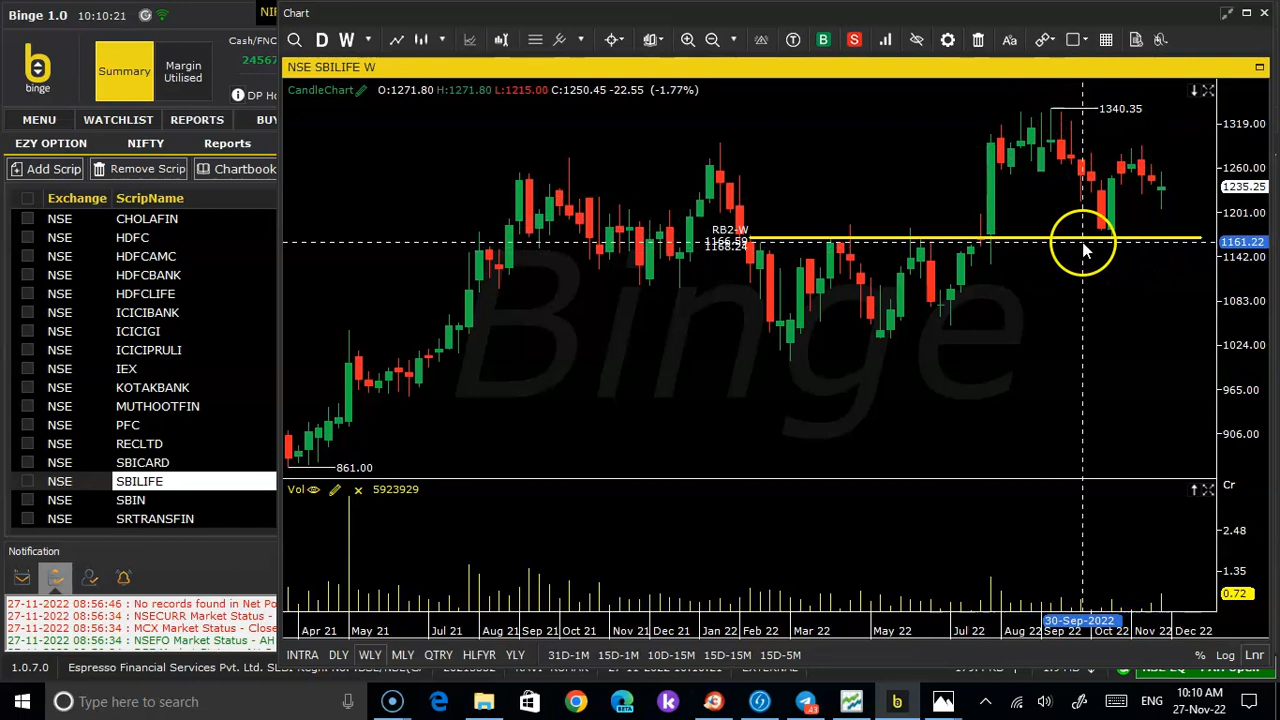 Binge 1.0
10:10:21
NIF
Chart
binge
Summary
Margin
Utilised
Cash/FNC
24567
DP Ho
MENU
WATCHLIST
REPORTS
BU
EZY OPTION
NIFTY
Reports
Add Scrip
Remove Scrip
Chartbook
Exchange
ScripName
NSE CHOLAFIN
NSE HDFC
NSE HDFCAMC
NSE HDFCBANK
NSE HDFCLIFE
NSE ICICIBANK
NSE ICICIGI
NSE ICICIPRULI
NSE IEX
NSE KOTAKBANK
NSE MUTHOOTFIN
NSE PFC
NSE RECLTD
NSE SBICARD
NSE SBILIFE
NSE SBIN
NSE SRTRANSFIN
Notification
27-11-2022 08:56:46 : No records found in Net Po
27-11-2022 08:56:34 : NSECURR Market Status -
27-11-2022 08:56:34 : MCX Market Status - Close
27-11-2022 08:56:34 : NSEFO Market Status - AH
D W
T B S Aa
NSE SBILIFE W
CandleChart O:1271.80 H:1271.80 L:1215.00 C:1250.45 -22.55 (-1.77%)
1340.35
1319.00
1260.00
1235.25
1201.00
RB2-W
1161.22
1142.00
1083.00
1024.00
965.00
906.00
861.00
Binge
Vol 5923929
Cr
2.48
1.35
0.72
30-Sep-2022
Apr 21 May 21 Jul 21 Aug 21 Sep 21 Oct 21 Nov 21 Dec 21 Jan 22 Feb 22 Mar 22 May 22 Jul 22 Aug 22 Sep 22 Oct 22 Nov 22 Dec 22
INTRA DLY WLY MLY QTRY HLFYR YLY 31D-1M 15D-1M 10D-15M 15D-15M 15D-5M % Log Lnr
1.0.7.0
Espresso Financial Services Pvt. Ltd.
Type here to search
43
ENG
10:10 AM
27-Nov-22